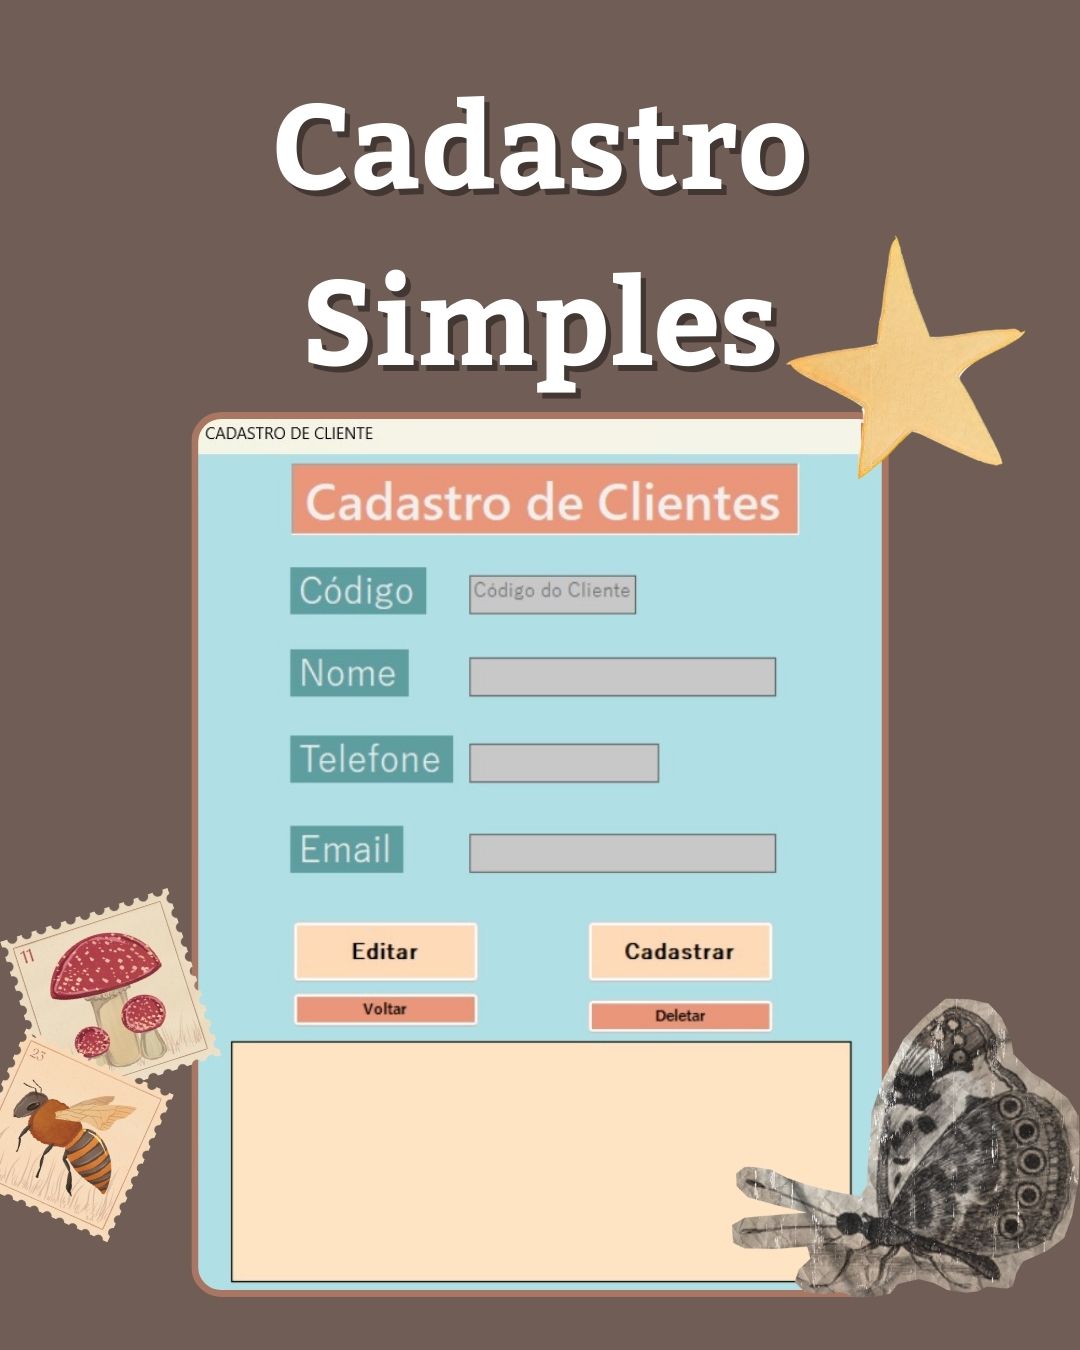 Cadastro
Simples
CADASTRO DE CLIENTE
Cadastro de Clientes
Código
Código do Cliente
Nome
Telefone
Email
Editar
Cadastrar
Voltar
Deletar
11
23